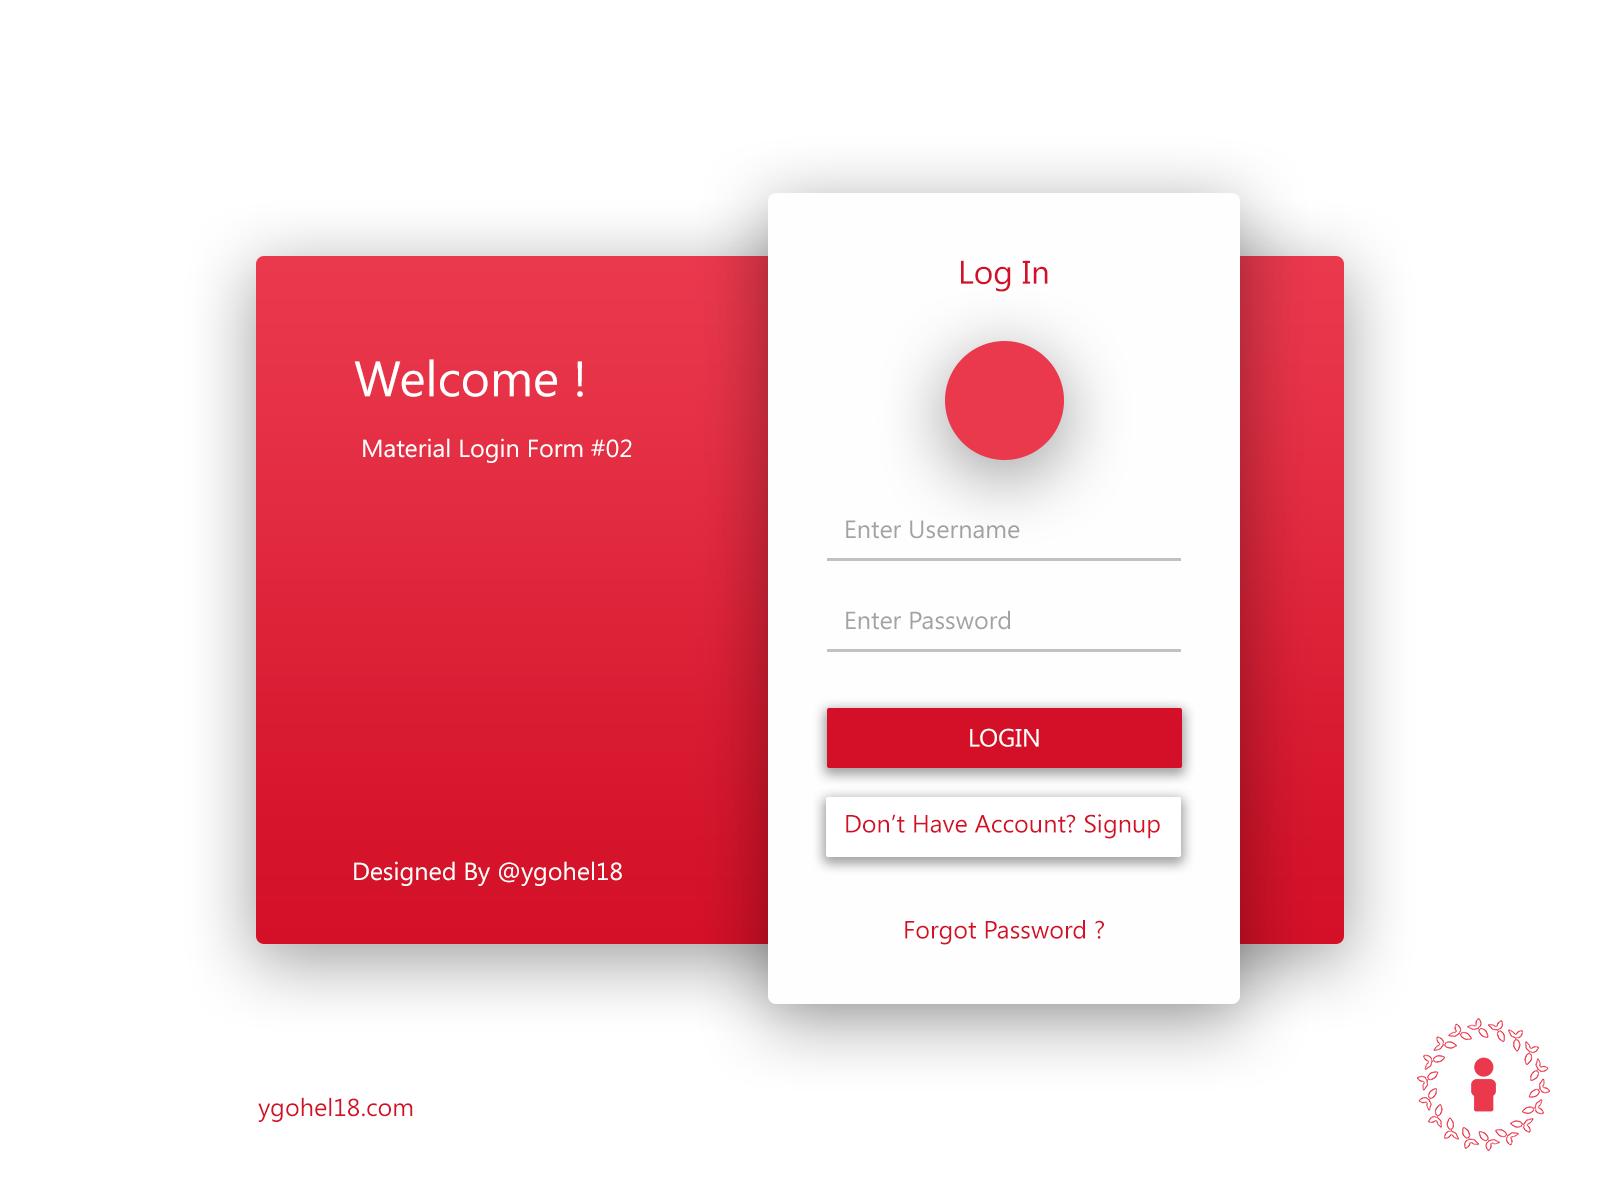 Welcome !
Material Login Form #02
Designed By @ygohel18
Log In
Enter Username
Enter Password
LOGIN
Don’t Have Account? Signup
Forgot Password ?
ygohel18.com